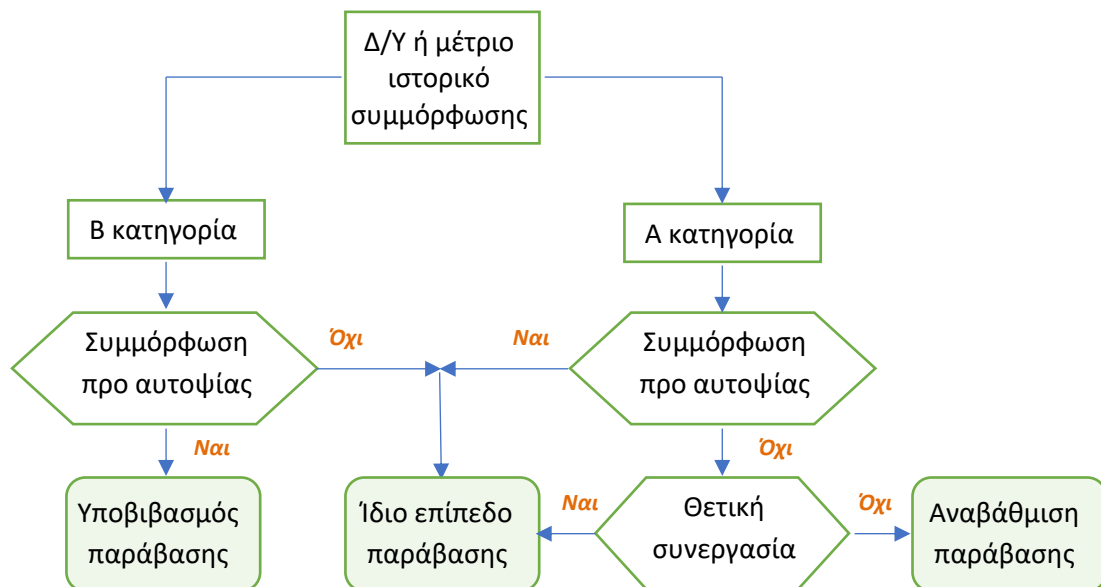 Δ/Υ ή μέτριο
ιστορικό
συμμόρφωσης
Β κατηγορία
Α κατηγορία
Συμμόρφωση
προ αυτοψίας
Όχι
Ναι
Συμμόρφωση
προ αυτοψίας
Ναι
Όχι
Υποβιβασμός
παράβασης
Ίδιο επίπεδο
παράβασης
Ναι
Θετική
συνεργασία
Όχι
Αναβάθμιση
παράβασης